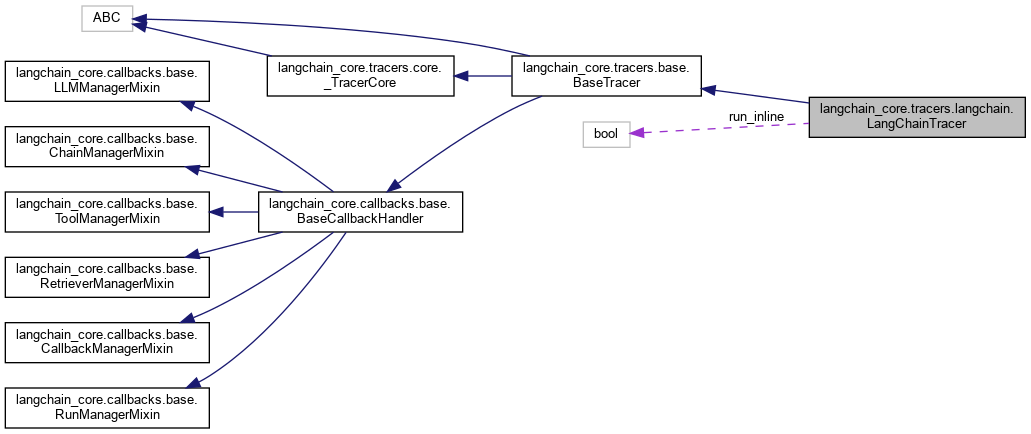 ABC
langchain_core.tracers.core.
_TracerCore
langchain_core.tracers.base.
BaseTracer
langchain_core.tracers.langchain.
LangChainTracer
run_inline
bool
langchain_core.callbacks.base.
LLMManagerMixin
langchain_core.callbacks.base.
ChainManagerMixin
langchain_core.callbacks.base.
ToolManagerMixin
langchain_core.callbacks.base.
BaseCallbackHandler
langchain_core.callbacks.base.
RetrieverManagerMixin
langchain_core.callbacks.base.
CallbackManagerMixin
langchain_core.callbacks.base.
RunManagerMixin